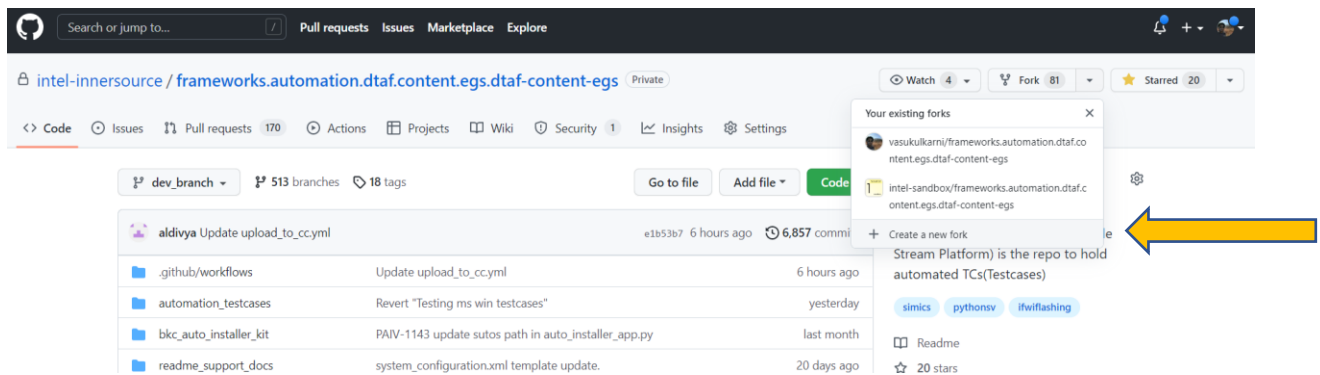 Search or jump to... / Pull requests Issues Marketplace Explore
intel-innersource / frameworks.automation.dtaf.content.egs.dtaf-content-egs Private Watch 4 Fork 81 Starred 20
Code Issues Pull requests 170 Actions Projects Wiki Security 1 Insights Settings
Your existing forks
vasukulkarni/frameworks.automation.dtaf.co
ntent.egs.dtaf-content-egs
intel-sandbox/frameworks.automation.dtaf.c
ontent.egs.dtaf-content-egs
Create a new fork
dev_branch 513 branches 18 tags Go to file Add file Code
aldivya Update upload_to_cc.yml e1b53b7 6 hours ago 6,857 commi
.github/workflows Update upload_to_cc.yml 6 hours ago
automation_testcases Revert "Testing ms win testcases" yesterday
bkc_auto_installer_kit PAIV-1143 update sutos path in auto_installer_app.py last month
readme_support_docs system_configuration.xml template update. 20 days ago
le
Stream Platform) is the repo to hold
automated TCs(Testcases)
simics pythonsv ifwiflashing
Readme
20 stars